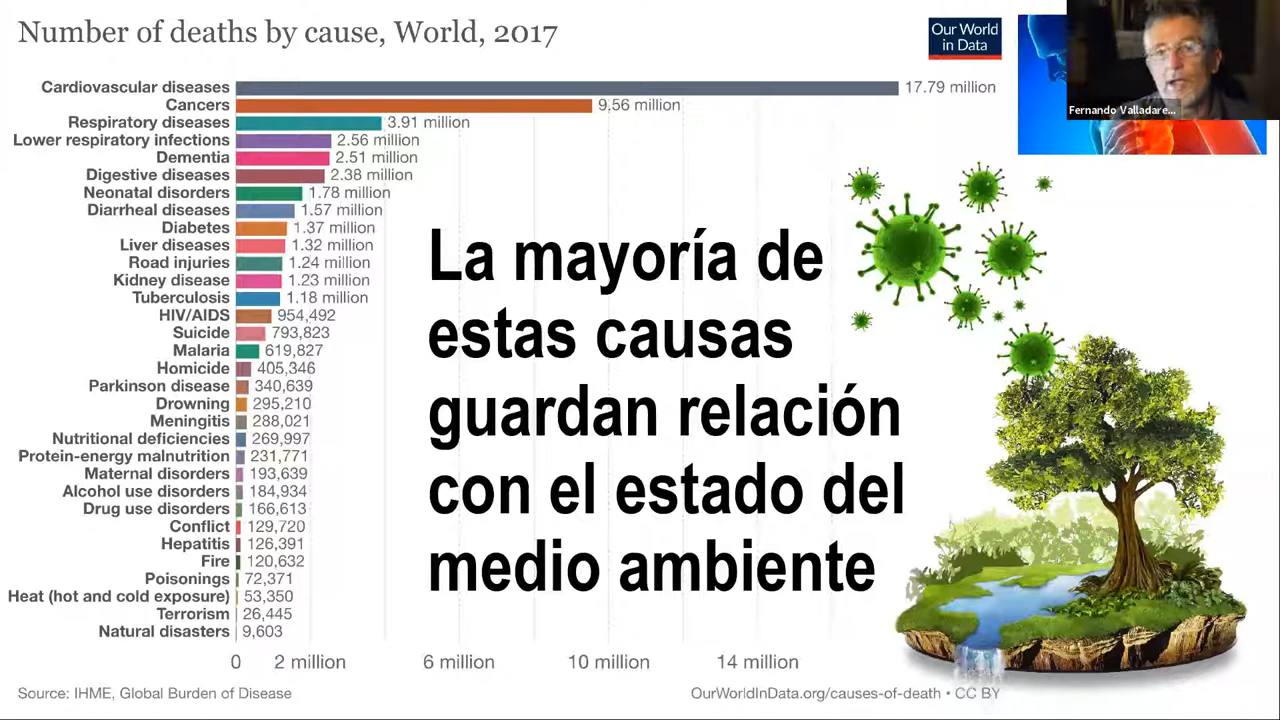 Number of deaths by cause, World, 2017
Our World
in Data
Fernando Valladare...
Cardiovascular diseases 17.79 million
Cancers 9.56 million
Respiratory diseases 3.91 million
Lower respiratory infections 2.56 million
Dementia 2.51 million
Digestive diseases 2.38 million
Neonatal disorders 1.78 million
Diarrheal diseases 1.57 million
Diabetes 1.37 million
Liver diseases 1.32 million
Road injuries 1.24 million
Kidney disease 1.23 million
Tuberculosis 1.18 million
HIV/AIDS 954,492
Suicide 793,823
Malaria 619,827
Homicide 405,346
Parkinson disease 340,639
Drowning 295,210
Meningitis 288,021
Nutritional deficiencies 269,997
Protein-energy malnutrition 231,771
Maternal disorders 193,639
Alcohol use disorders 184,934
Drug use disorders 166,613
Conflict 129,720
Hepatitis 126,391
Fire 120,632
Poisonings 72,371
Heat (hot and cold exposure) 53,350
Terrorism 26,445
Natural disasters 9,603
0 2 million 6 million 10 million 14 million
La mayoría de
estas causas
guardan relación
con el estado del
medio ambiente
Source: IHME, Global Burden of Disease
OurWorldInData.org/causes-of-death • CC BY